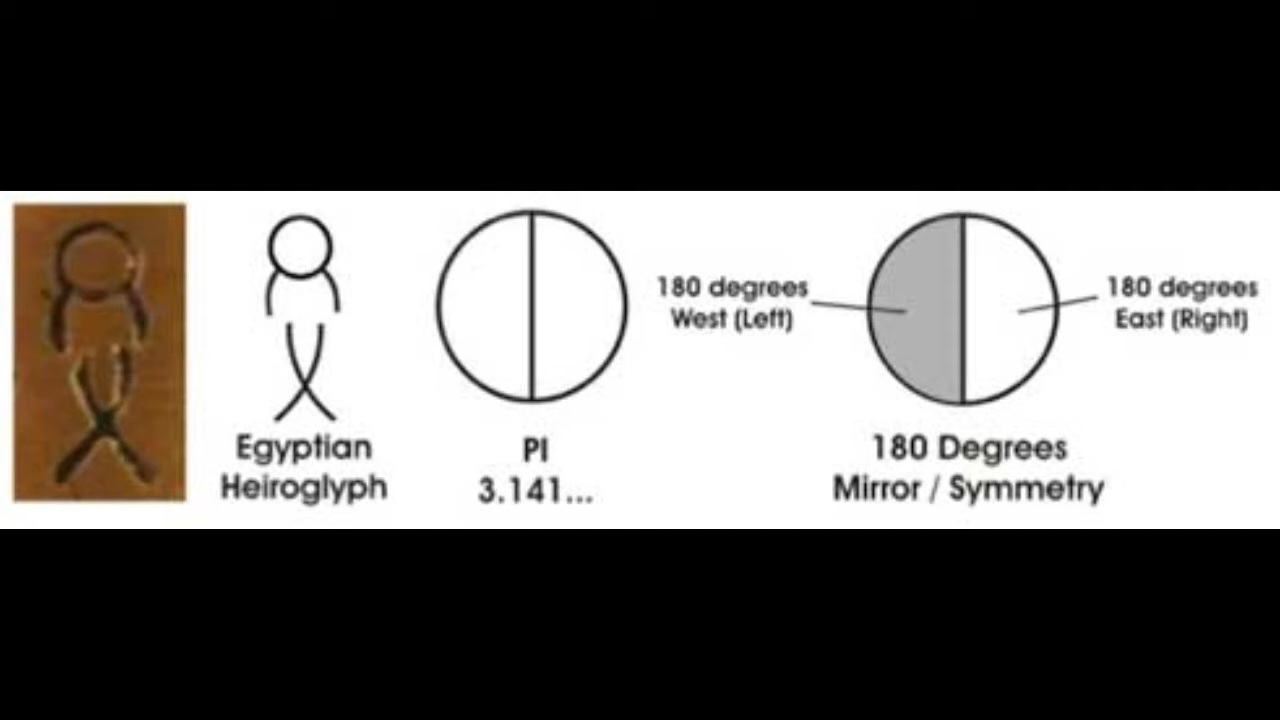 Egyptian
Heiroglyph
PI
3.141...
180 degrees
West (Left)
180 degrees
East (Right)
180 Degrees
Mirror / Symmetry